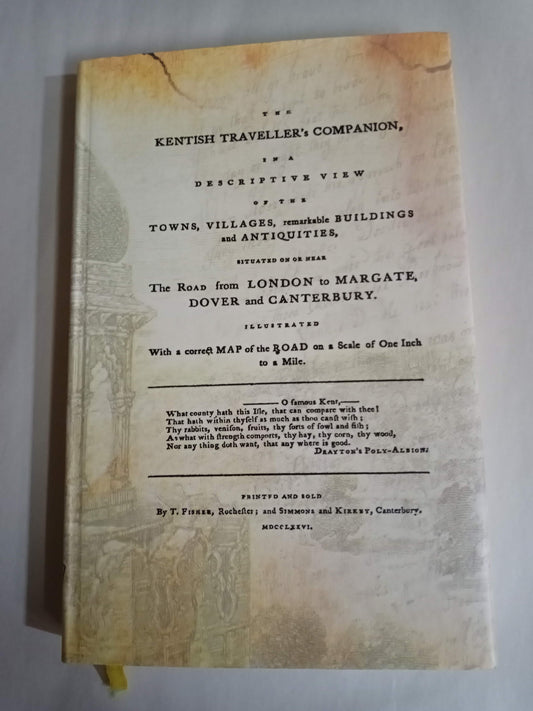 THE
KENTISH TRAVELLER's COMPANION,
IN A
DESCRIPTIVE VIEW
OF THE
TOWNS, VILLAGES, remarkable BUILDINGS
and ANTIQUITIES,
SITUATED ON OR NEAR
The ROAD from LONDON to MARGATE,
DOVER and CANTERBURY.
ILLUSTRATED
With a correct MAP of the ROAD on a Scale of One Inch
to a Mile.
——— O famous Kent,—
What county hath this Iſle, that can compare with thee!
That hath within thyſelf as much as thou canſt wiſh;
Thy rabbits, veniſon, fruits, thy ſorts of fowl and fiſh;
As what with ſtrength comports, thy hay, thy corn, thy wood,
Nor any thing doth want, that any where is good.
DRAYTON'S POLY-ALBION.
PRINTED AND SOLD
By T. FISHER, Rocheſter; and SIMMONS and KIRKBY, Canterbury.
MDCCLXXVI.